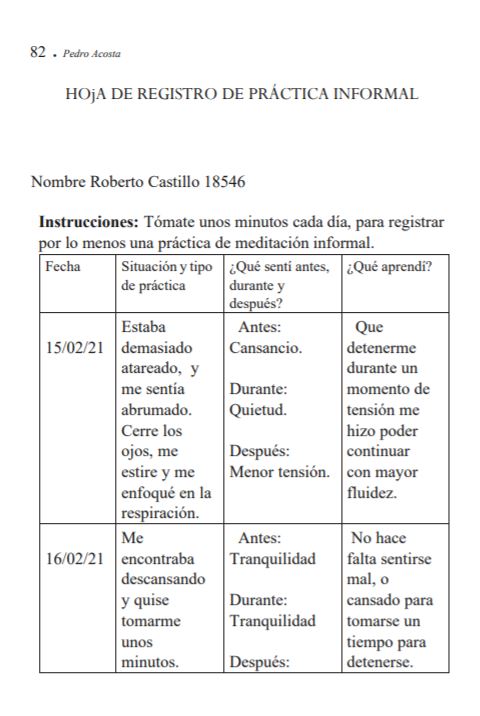 82 . Pedro Acosta
HOjA DE REGISTRO DE PRÁCTICA INFORMAL
Nombre Roberto Castillo 18546
Instrucciones: Tómate unos minutos cada día, para registrar
por lo menos una práctica de meditación informal.
Fecha
Situación y tipo
de práctica
¿Qué sentí antes,
durante y
después?
¿Qué aprendí?
15/02/21
Estaba
demasiado
atareado, y
me sentía
abrumado.
Cerre los
ojos, me
estire y me
enfoqué en la
respiración.
Antes:
Cansancio.
Durante:
Quietud.
Después:
Menor tensión.
Que
detenerme
durante un
momento de
tensión me
hizo poder
continuar
con mayor
fluidez.
16/02/21
Me
encontraba
descansando
y quise
tomarme
unos
minutos.
Antes:
Tranquilidad
Durante:
Tranquilidad
Después:
No hace
falta sentirse
mal, o
cansado para
tomarse un
tiempo para
detenerse.